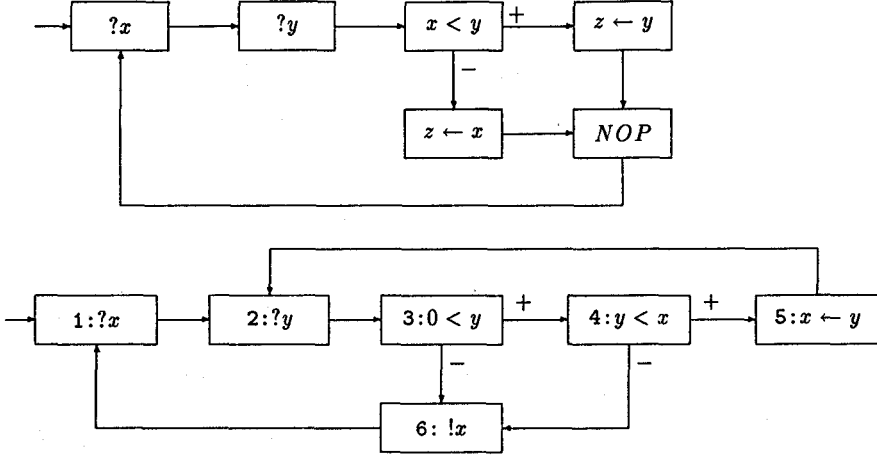 ?x ?y x < y + z ← y
−
z ← x NOP
1:?x 2:?y 3:0 < y + 4:y < x + 5:x ← y
− −
6: !x